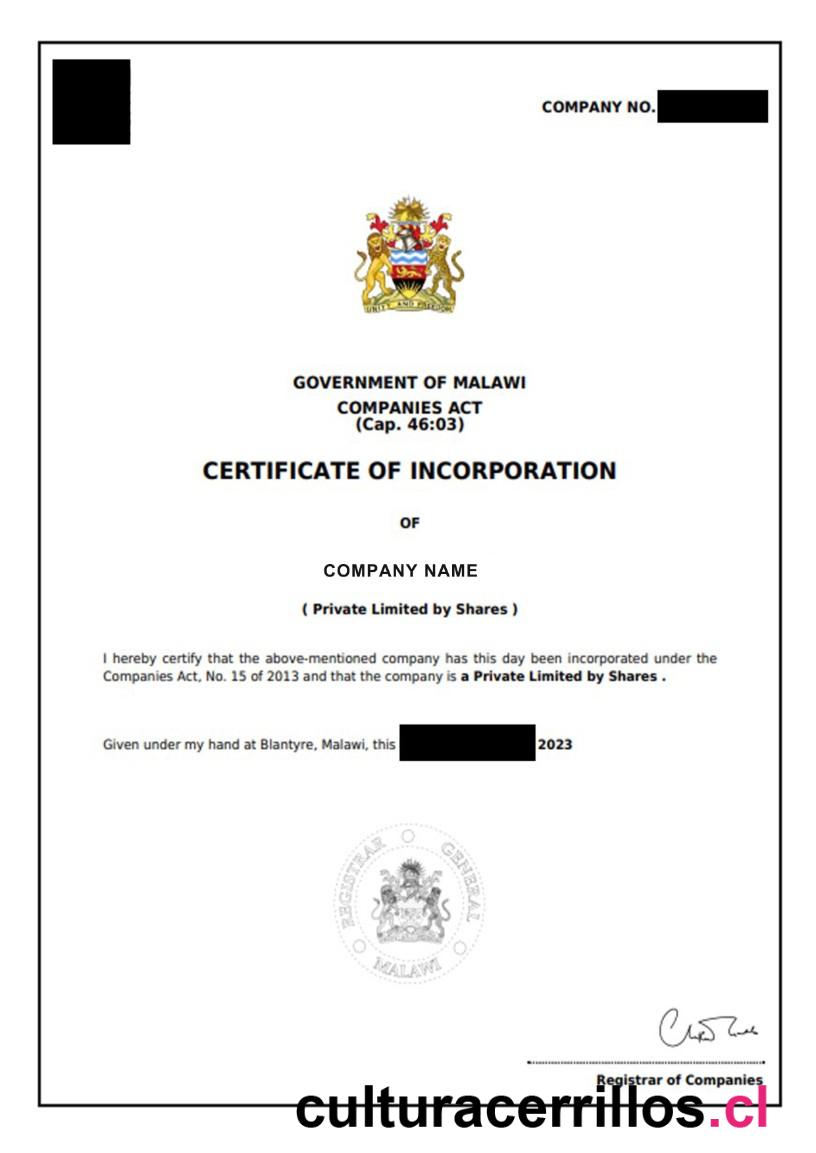 COMPANY NO.
UNITY AND FREEDOM
GOVERNMENT OF MALAWI
COMPANIES ACT
(Cap. 46:03)
CERTIFICATE OF INCORPORATION
OF
COMPANY NAME
( Private Limited by Shares )
I hereby certify that the above-mentioned company has this day been incorporated under the
Companies Act, No. 15 of 2013 and that the company is a Private Limited by Shares .
Given under my hand at Blantyre, Malawi, this 2023
REGISTRAR GENERAL
MALAWI
Registrar of Companies
culturacerrillos.cl